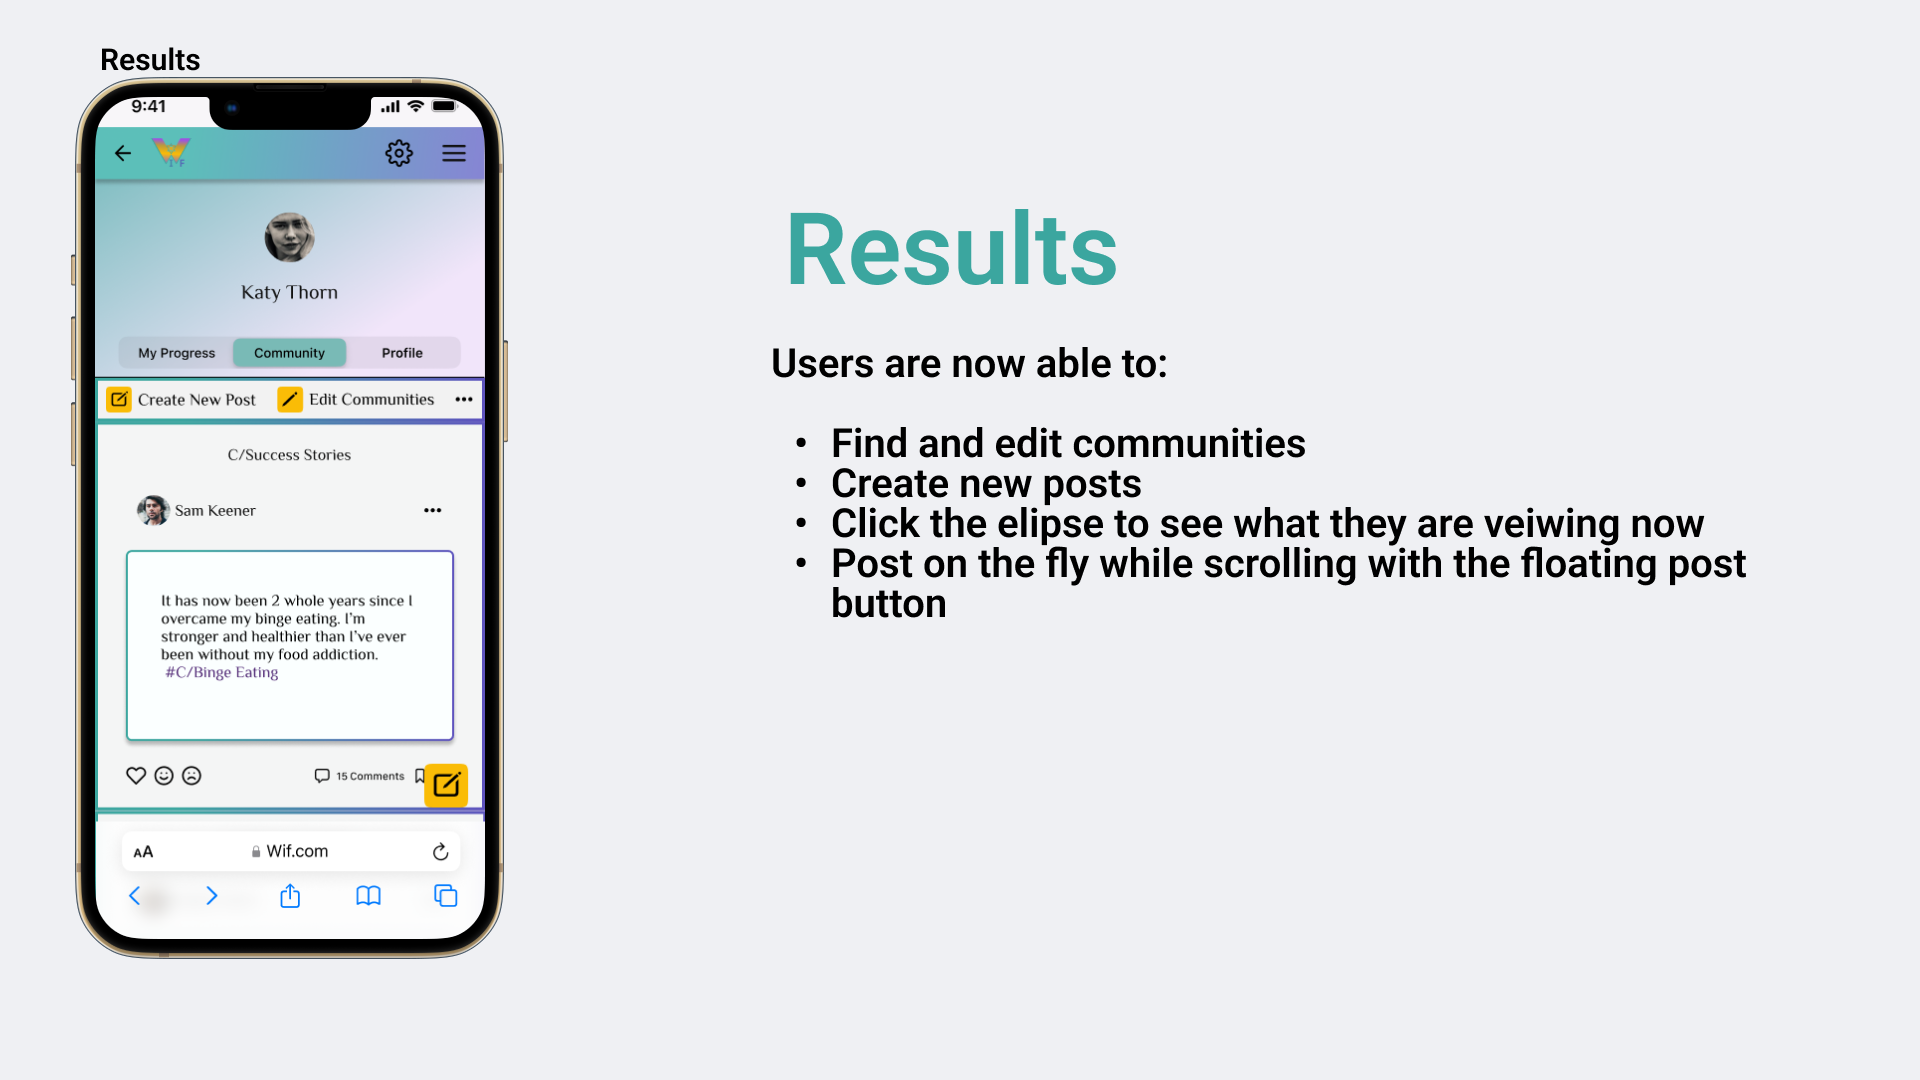 Results
9:41
W
I F
Katy Thorn
My Progress Community Profile
Create New Post Edit Communities
C/Success Stories
Sam Keener
It has now been 2 whole years since I
overcame my binge eating. I'm
stronger and healthier than I've ever
been without my food addiction.
#C/Binge Eating
15 Comments
AA Wif.com
Results
Users are now able to:
• Find and edit communities
• Create new posts
• Click the elipse to see what they are veiwing now
• Post on the fly while scrolling with the floating post
button